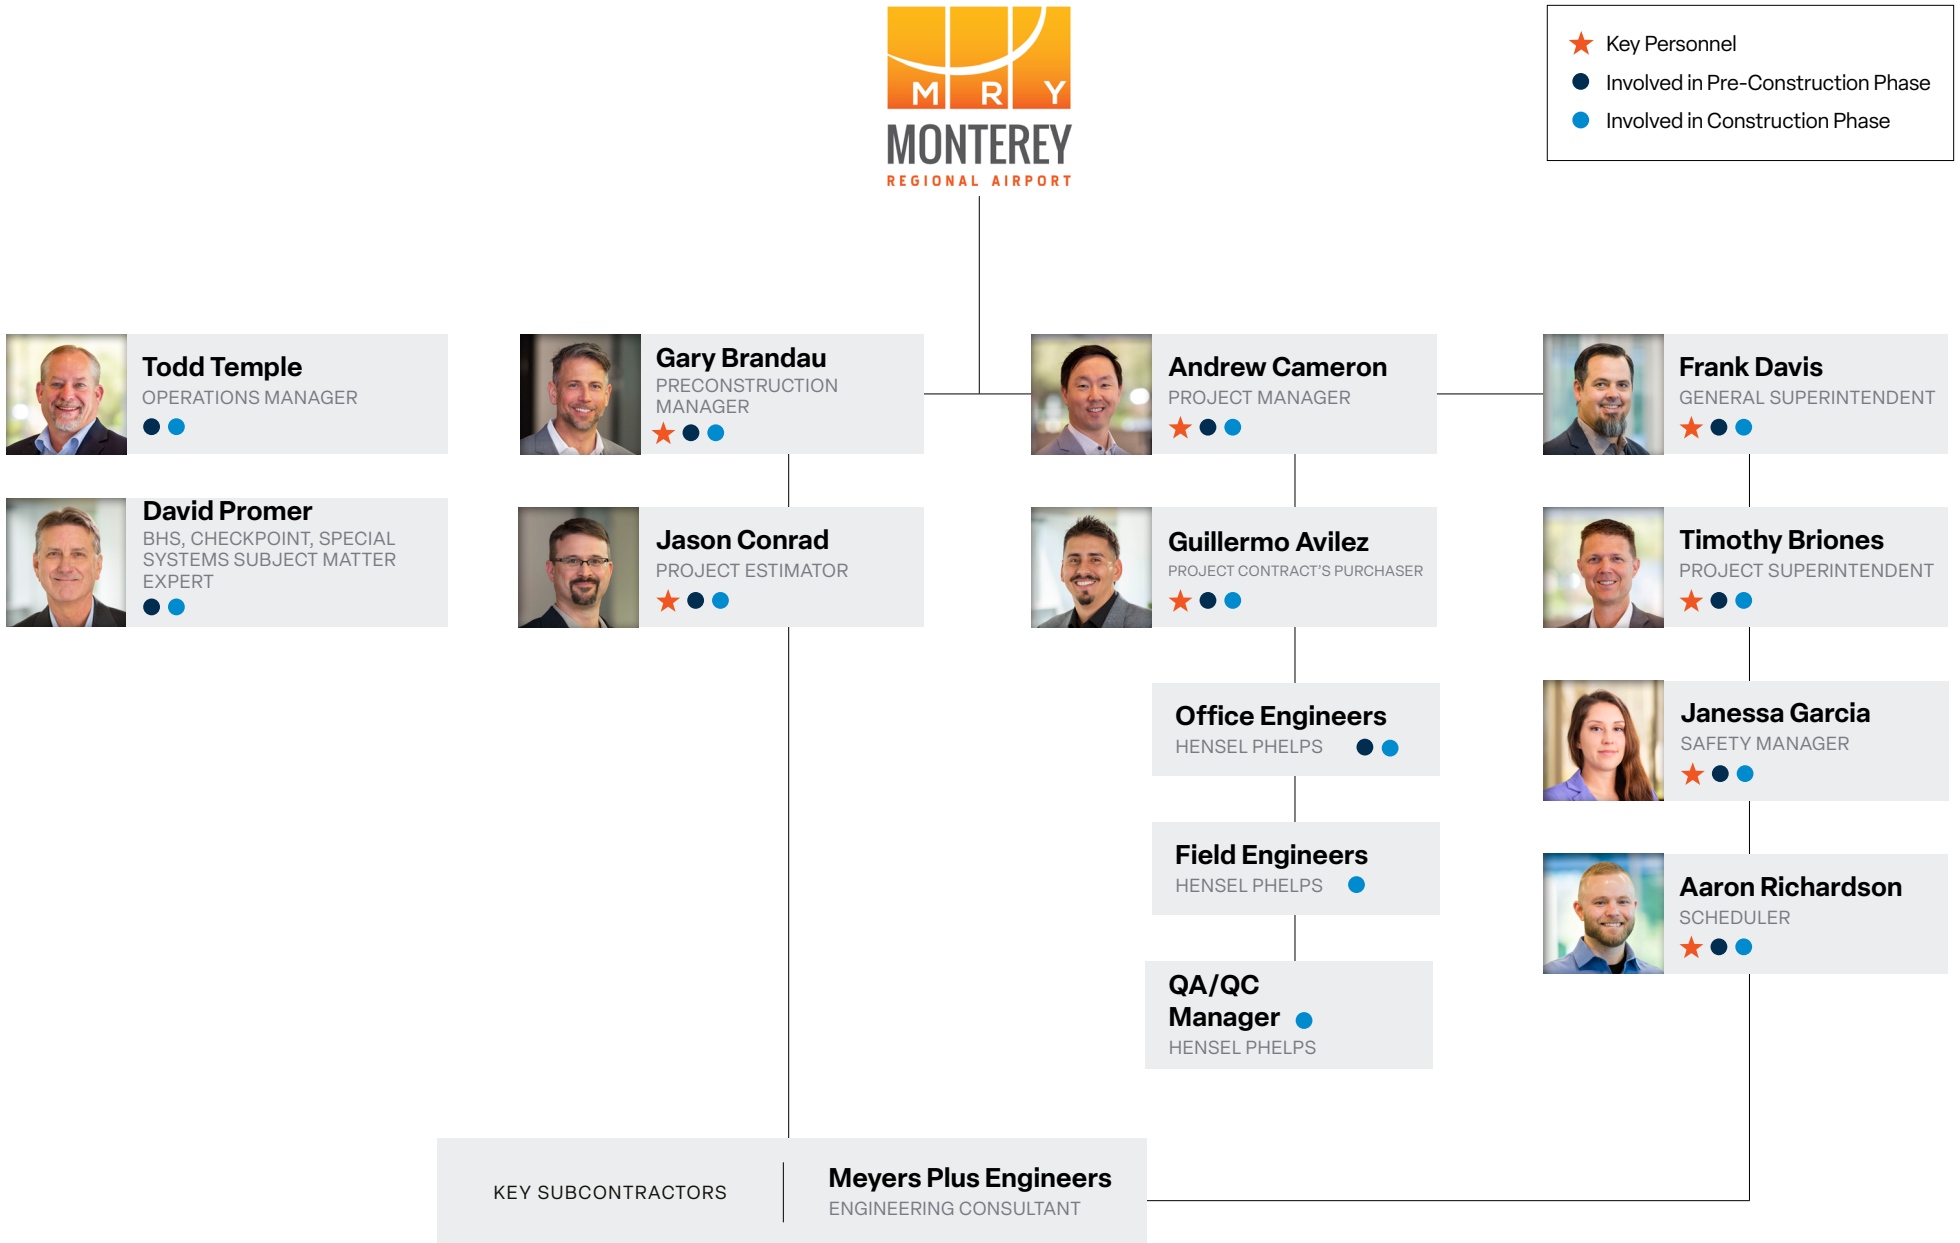 M R Y
MONTEREY
REGIONAL AIRPORT
Key Personnel
Involved in Pre-Construction Phase
Involved in Construction Phase
Todd Temple
OPERATIONS MANAGER
David Promer
BHS, CHECKPOINT, SPECIAL
SYSTEMS SUBJECT MATTER
EXPERT
Gary Brandau
PRECONSTRUCTION
MANAGER
Jason Conrad
PROJECT ESTIMATOR
Andrew Cameron
PROJECT MANAGER
Guillermo Avilez
PROJECT CONTRACT'S PURCHASER
Office Engineers
HENSEL PHELPS
Field Engineers
HENSEL PHELPS
QA/QC
Manager
HENSEL PHELPS
Frank Davis
GENERAL SUPERINTENDENT
Timothy Briones
PROJECT SUPERINTENDENT
Janessa Garcia
SAFETY MANAGER
Aaron Richardson
SCHEDULER
KEY SUBCONTRACTORS
Meyers Plus Engineers
ENGINEERING CONSULTANT